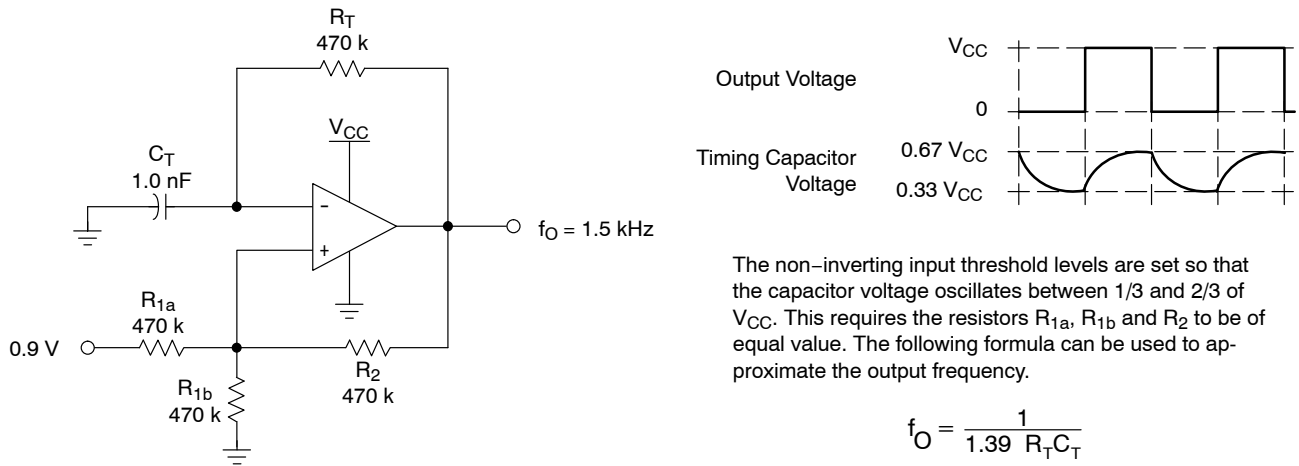 R_T
470 k
V_CC
C_T
1.0 nF
−
+
f_O = 1.5 kHz
R_1a
470 k
0.9 V
R_2
470 k
R_1b
470 k
V_CC
Output Voltage
0
Timing Capacitor
Voltage
0.67 V_CC
0.33 V_CC
The non−inverting input threshold levels are set so that
the capacitor voltage oscillates between 1/3 and 2/3 of
V_CC. This requires the resistors R_1a, R_1b and R_2 to be of
equal value. The following formula can be used to ap-
proximate the output frequency.
f_O = 1 / 1.39 R_TC_T